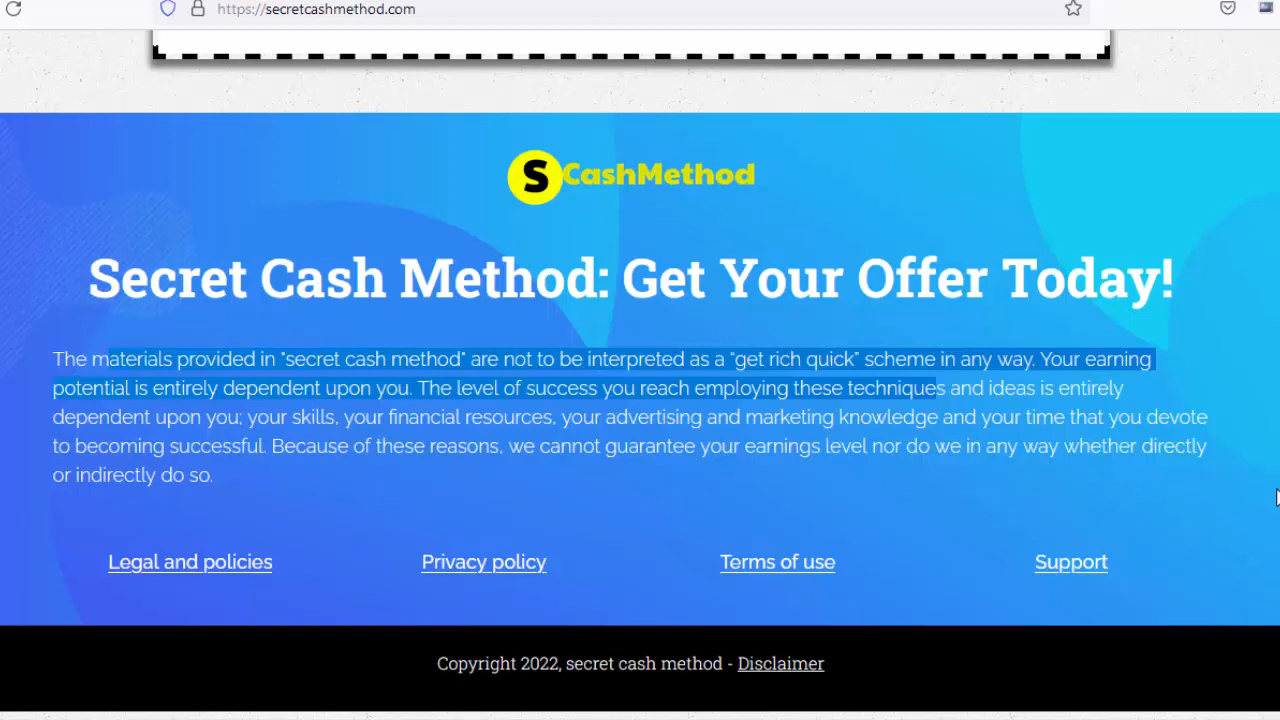 https://secretcashmethod.com
S CashMethod
Secret Cash Method: Get Your Offer Today!
The materials provided in "secret cash method" are not to be interpreted as a “get rich quick” scheme in any way. Your earning
potential is entirely dependent upon you. The level of success you reach employing these techniques and ideas is entirely
dependent upon you; your skills, your financial resources, your advertising and marketing knowledge and your time that you devote
to becoming successful. Because of these reasons, we cannot guarantee your earnings level nor do we in any way whether directly
or indirectly do so.
Legal and policies Privacy policy Terms of use Support
Copyright 2022, secret cash method - Disclaimer